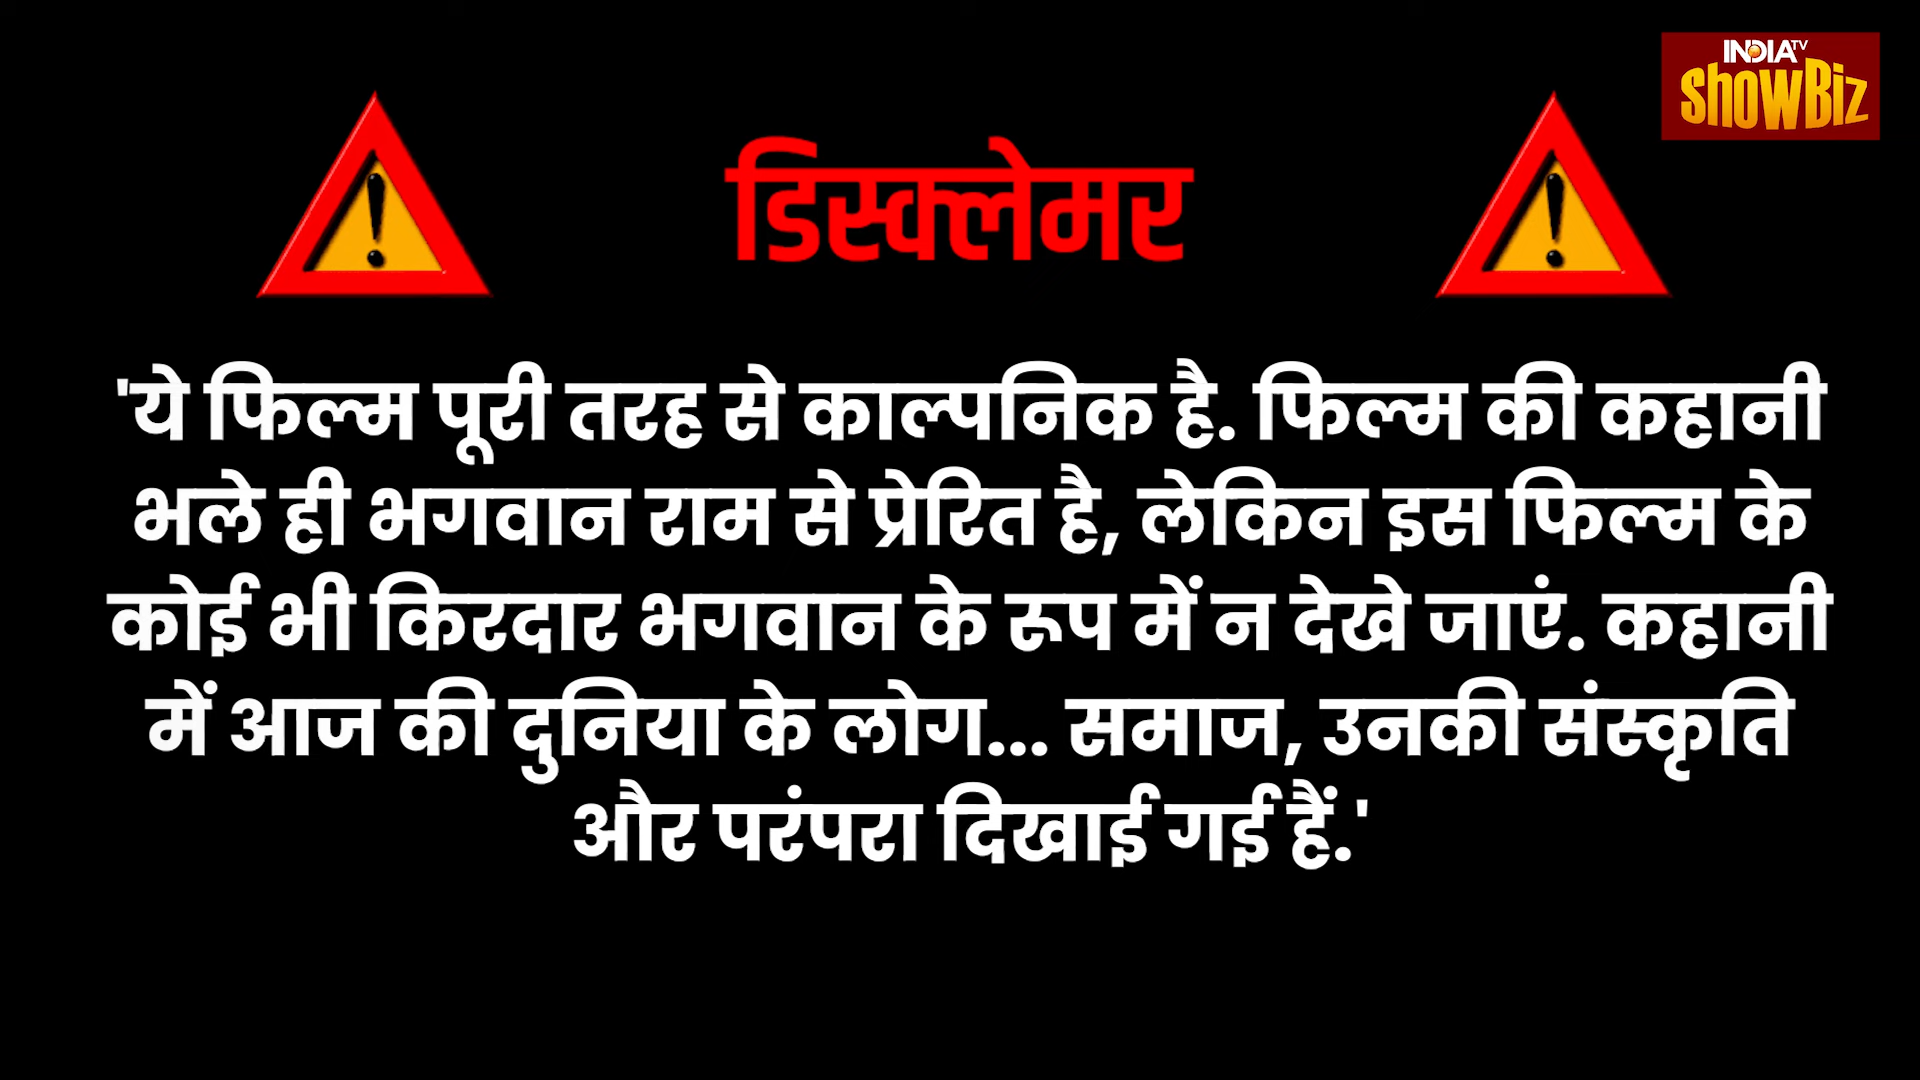 INDIA TV
ShowBiz
डिस्क्लेमर
'ये फिल्म पूरी तरह से काल्पनिक है. फिल्म की कहानी
भले ही भगवान राम से प्रेरित है, लेकिन इस फिल्म के
कोई भी किरदार भगवान के रूप में न देखे जाएं. कहानी
में आज की दुनिया के लोग... समाज, उनकी संस्कृति
और परंपरा दिखाई गई हैं.'